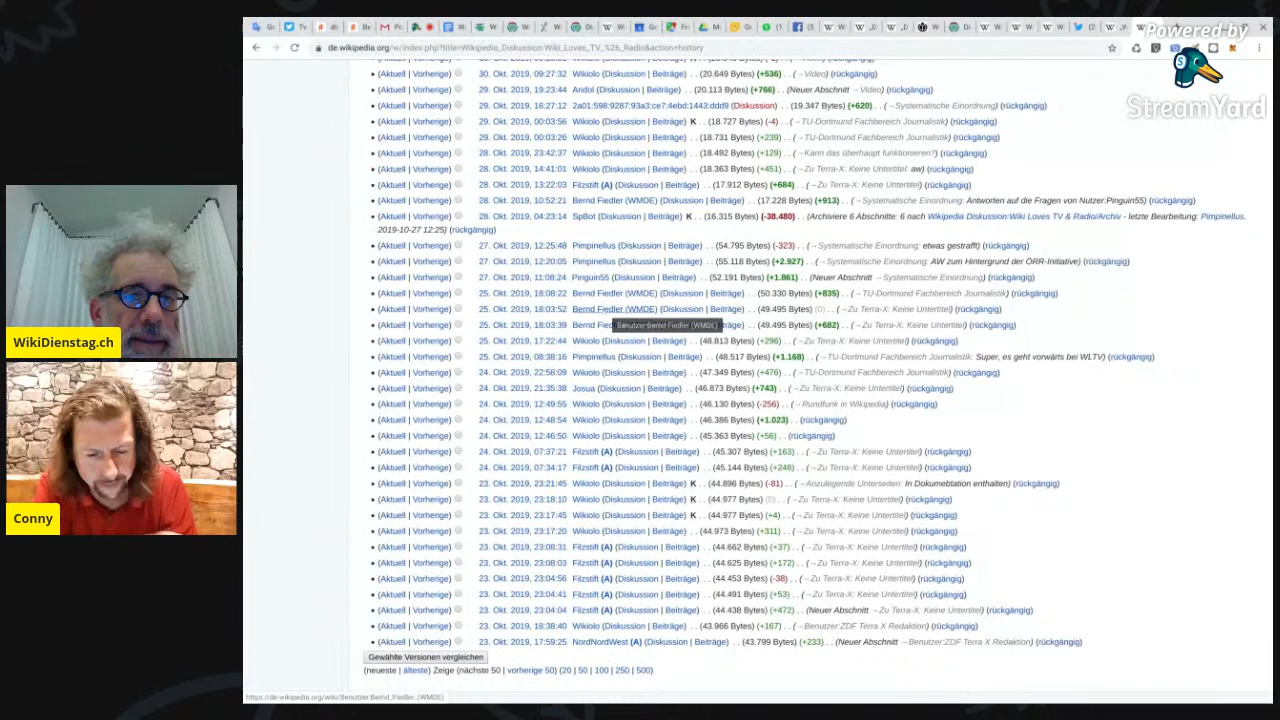 de.wikipedia.org/w/index.php?title=Wikipedia_Diskussion:Wiki_Loves_TV_%26_Radio&action=history
Powered by
StreamYard
(Aktuell | Vorherige) 30. Okt. 2019, 09:27:32 Wikiolo (Diskussion | Beiträge) . . (20.649 Bytes) (+536) . . (→Video) (rückgängig)
(Aktuell | Vorherige) 29. Okt. 2019, 19:23:44 Andol (Diskussion | Beiträge) . . (20.113 Bytes) (+766) . . (Neuer Abschnitt →Video) (rückgängig)
(Aktuell | Vorherige) 29. Okt. 2019, 16:27:12 2a01:598:9287:93a3:ce7:4ebd:1443:ddd9 (Diskussion) . . (19.347 Bytes) (+620) . . (→Systematische Einordnung) (rückgängig)
(Aktuell | Vorherige) 29. Okt. 2019, 00:03:56 Wikiolo (Diskussion | Beiträge) K . . (18.727 Bytes) (-4) . . (→TU-Dortmund Fachbereich Journalistik) (rückgängig)
(Aktuell | Vorherige) 29. Okt. 2019, 00:03:26 Wikiolo (Diskussion | Beiträge) . . (18.731 Bytes) (+239) . . (→TU-Dortmund Fachbereich Journalistik) (rückgängig)
(Aktuell | Vorherige) 28. Okt. 2019, 23:42:37 Wikiolo (Diskussion | Beiträge) . . (18.492 Bytes) (+129) . . (→Kann das überhaupt funktionieren?) (rückgängig)
(Aktuell | Vorherige) 28. Okt. 2019, 14:41:01 Wikiolo (Diskussion | Beiträge) . . (18.363 Bytes) (+451) . . (→Zu Terra-X: Keine Untertitel: aw) (rückgängig)
(Aktuell | Vorherige) 28. Okt. 2019, 13:22:03 Filzstift (A) (Diskussion | Beiträge) . . (17.912 Bytes) (+684) . . (→Zu Terra-X: Keine Untertitel) (rückgängig)
(Aktuell | Vorherige) 28. Okt. 2019, 10:52:21 Bernd Fiedler (WMDE) (Diskussion | Beiträge) . . (17.228 Bytes) (+913) . . (→Systematische Einordnung: Antworten auf die Fragen von Nutzer:Pinguin55) (rückgängig)
(Aktuell | Vorherige) 28. Okt. 2019, 04:23:14 SpBot (Diskussion | Beiträge) K . . (16.315 Bytes) (-38.480) . . (Archiviere 6 Abschnitte: 6 nach Wikipedia Diskussion:Wiki Loves TV & Radio/Archiv - letzte Bearbeitung: Pimpinellus,
2019-10-27 12:25) (rückgängig)
(Aktuell | Vorherige) 27. Okt. 2019, 12:25:48 Pimpinellus (Diskussion | Beiträge) . . (54.795 Bytes) (-323) . . (→Systematische Einordnung: etwas gestrafft) (rückgängig)
(Aktuell | Vorherige) 27. Okt. 2019, 12:20:05 Pimpinellus (Diskussion | Beiträge) . . (55.118 Bytes) (+2.927) . . (→Systematische Einordnung: AW zum Hintergrund der ÖRR-Initiative) (rückgängig)
(Aktuell | Vorherige) 27. Okt. 2019, 11:08:24 Pinguin55 (Diskussion | Beiträge) . . (52.191 Bytes) (+1.861) . . (Neuer Abschnitt →Systematische Einordnung) (rückgängig)
(Aktuell | Vorherige) 25. Okt. 2019, 18:08:22 Bernd Fiedler (WMDE) (Diskussion | Beiträge) . . (50.330 Bytes) (+835) . . (→TU-Dortmund Fachbereich Journalistik) (rückgängig)
(Aktuell | Vorherige) 25. Okt. 2019, 18:03:52 Bernd Fiedler (WMDE) (Diskussion | Beiträge) . . (49.495 Bytes) (0) . . (→Zu Terra-X: Keine Untertitel) (rückgängig)
(Aktuell | Vorherige) 25. Okt. 2019, 18:03:39 Bernd Fied Benutzer:Bernd Fiedler (WMDE) träge) . . (49.495 Bytes) (+682) . . (→Zu Terra-X: Keine Untertitel) (rückgängig)
(Aktuell | Vorherige) 25. Okt. 2019, 17:22:44 Wikiolo (Diskussion | Beiträge) . . (48.813 Bytes) (+296) . . (→Zu Terra-X: Keine Untertitel) (rückgängig)
(Aktuell | Vorherige) 25. Okt. 2019, 08:38:16 Pimpinellus (Diskussion | Beiträge) . . (48.517 Bytes) (+1.168) . . (→TU-Dortmund Fachbereich Journalistik: Super, es geht vorwärts bei WLTV) (rückgängig)
(Aktuell | Vorherige) 24. Okt. 2019, 22:58:09 Wikiolo (Diskussion | Beiträge) . . (47.349 Bytes) (+476) . . (→TU-Dortmund Fachbereich Journalistik) (rückgängig)
(Aktuell | Vorherige) 24. Okt. 2019, 21:35:38 Josua (Diskussion | Beiträge) . . (46.873 Bytes) (+743) . . (→Zu Terra-X: Keine Untertitel) (rückgängig)
(Aktuell | Vorherige) 24. Okt. 2019, 12:49:55 Wikiolo (Diskussion | Beiträge) . . (46.130 Bytes) (-256) . . (→Rundfunk in Wikipedia) (rückgängig)
(Aktuell | Vorherige) 24. Okt. 2019, 12:48:54 Wikiolo (Diskussion | Beiträge) . . (46.386 Bytes) (+1.023) . . (rückgängig)
(Aktuell | Vorherige) 24. Okt. 2019, 12:46:50 Wikiolo (Diskussion | Beiträge) . . (45.363 Bytes) (+56) . . (rückgängig)
(Aktuell | Vorherige) 24. Okt. 2019, 07:37:21 Filzstift (A) (Diskussion | Beiträge) . . (45.307 Bytes) (+163) . . (→Zu Terra-X: Keine Untertitel) (rückgängig)
(Aktuell | Vorherige) 24. Okt. 2019, 07:34:17 Filzstift (A) (Diskussion | Beiträge) . . (45.144 Bytes) (+248) . . (→Zu Terra-X: Keine Untertitel) (rückgängig)
(Aktuell | Vorherige) 23. Okt. 2019, 23:21:45 Wikiolo (Diskussion | Beiträge) K . . (44.896 Bytes) (-81) . . (→Anzulegende Unterseiten: In Dokumebtation enthalten) (rückgängig)
(Aktuell | Vorherige) 23. Okt. 2019, 23:18:10 Wikiolo (Diskussion | Beiträge) K . . (44.977 Bytes) (0) . . (→Zu Terra-X: Keine Untertitel) (rückgängig)
(Aktuell | Vorherige) 23. Okt. 2019, 23:17:45 Wikiolo (Diskussion | Beiträge) K . . (44.977 Bytes) (+4) . . (→Zu Terra-X: Keine Untertitel) (rückgängig)
(Aktuell | Vorherige) 23. Okt. 2019, 23:17:20 Wikiolo (Diskussion | Beiträge) . . (44.973 Bytes) (+311) . . (→Zu Terra-X: Keine Untertitel) (rückgängig)
(Aktuell | Vorherige) 23. Okt. 2019, 23:08:31 Filzstift (A) (Diskussion | Beiträge) . . (44.662 Bytes) (+37) . . (→Zu Terra-X: Keine Untertitel) (rückgängig)
(Aktuell | Vorherige) 23. Okt. 2019, 23:08:03 Filzstift (A) (Diskussion | Beiträge) . . (44.625 Bytes) (+172) . . (→Zu Terra-X: Keine Untertitel) (rückgängig)
(Aktuell | Vorherige) 23. Okt. 2019, 23:04:56 Filzstift (A) (Diskussion | Beiträge) . . (44.453 Bytes) (-38) . . (→Zu Terra-X: Keine Untertitel) (rückgängig)
(Aktuell | Vorherige) 23. Okt. 2019, 23:04:41 Filzstift (A) (Diskussion | Beiträge) . . (44.491 Bytes) (+53) . . (→Zu Terra-X: Keine Untertitel) (rückgängig)
(Aktuell | Vorherige) 23. Okt. 2019, 23:04:04 Filzstift (A) (Diskussion | Beiträge) . . (44.438 Bytes) (+472) . . (Neuer Abschnitt →Zu Terra-X: Keine Untertitel) (rückgängig)
(Aktuell | Vorherige) 23. Okt. 2019, 18:38:40 Wikiolo (Diskussion | Beiträge) . . (43.966 Bytes) (+167) . . (→Benutzer:ZDF Terra X Redaktion) (rückgängig)
(Aktuell | Vorherige) 23. Okt. 2019, 17:59:25 NordNordWest (A) (Diskussion | Beiträge) . . (43.799 Bytes) (+233) . . (Neuer Abschnitt →Benutzer:ZDF Terra X Redaktion) (rückgängig)
Gewählte Versionen vergleichen
(neueste | älteste) Zeige (nächste 50 | vorherige 50) (20 | 50 | 100 | 250 | 500)
https://de.wikipedia.org/wiki/Benutzer:Bernd_Fiedler_(WMDE)
WikiDienstag.ch
Conny